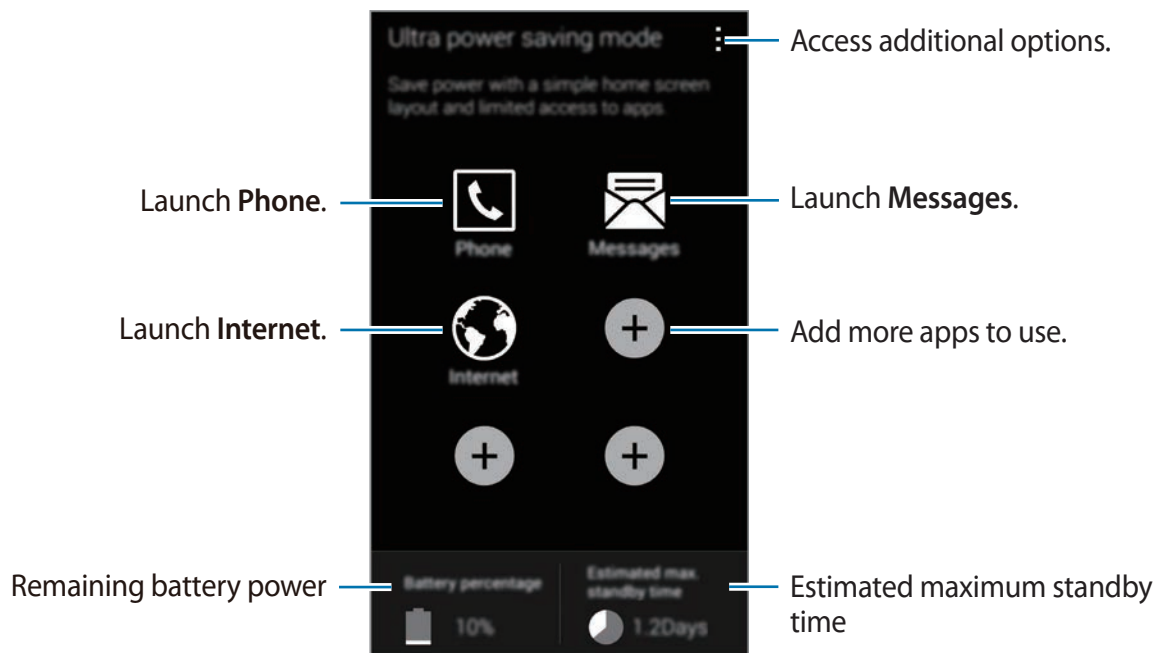 Ultra power saving mode
Access additional options.
Save power with a simple home screen
layout and limited access to apps.
Launch Phone.
Launch Messages.
Phone
Messages
Launch Internet.
Add more apps to use.
Internet
Remaining battery power
Battery percentage
10%
Estimated max.
standby time
1.2Days
Estimated maximum standby
time